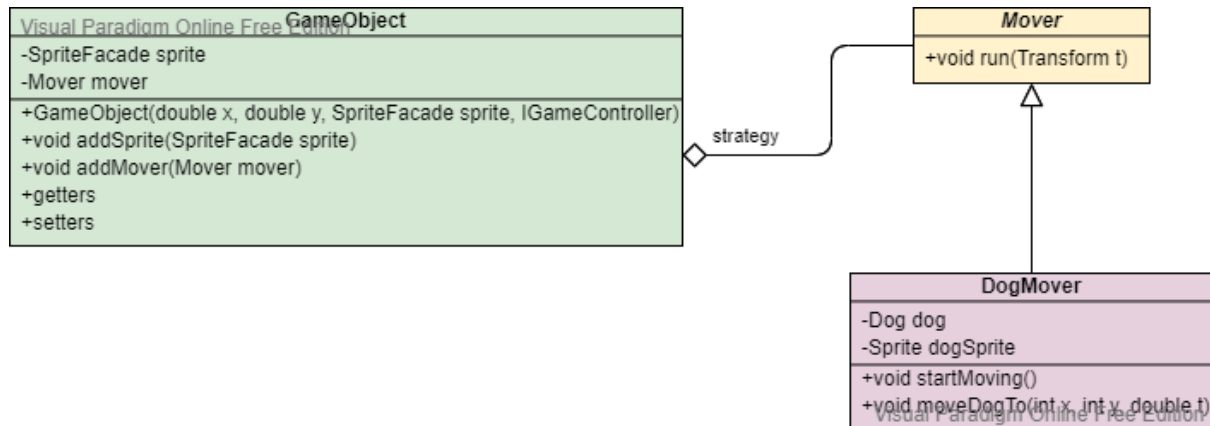 GameObject
Visual Paradigm Online Free Edition
-SpriteFacade sprite
-Mover mover
+GameObject(double x, double y, SpriteFacade sprite, IGameController)
+void addSprite(SpriteFacade sprite)
+void addMover(Mover mover)
+getters
+setters
strategy
Mover
+void run(Transform t)
DogMover
-Dog dog
-Sprite dogSprite
+void startMoving()
+void moveDogTo(int x, int y, double t)
Visual Paradigm Online Free Edition